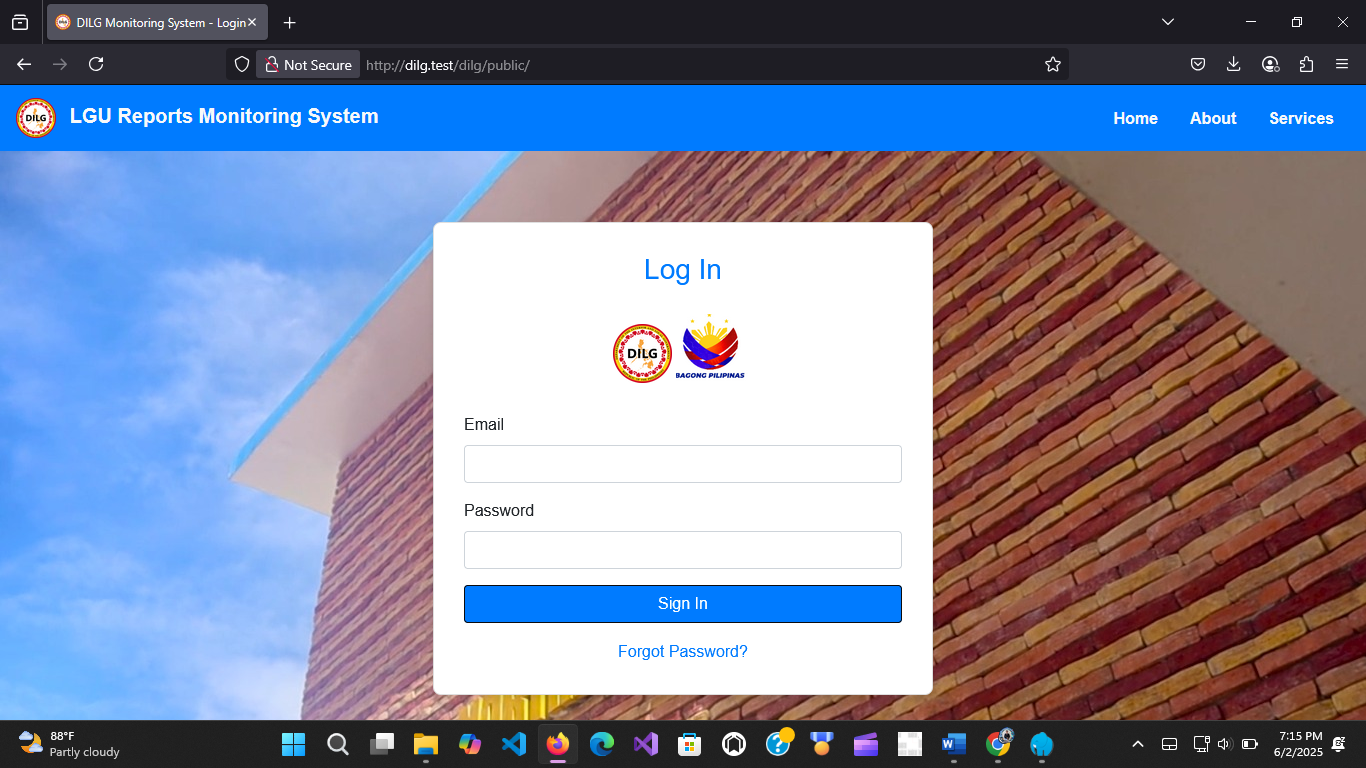 DILG Monitoring System - Login
Not Secure
http://dilg.test/dilg/public/
DILG
LGU Reports Monitoring System
Home
About
Services
Log In
DILG
BAGONG PILIPINAS
Email
Password
Sign In
Forgot Password?
88°F
Partly cloudy
7:15 PM
6/2/2025